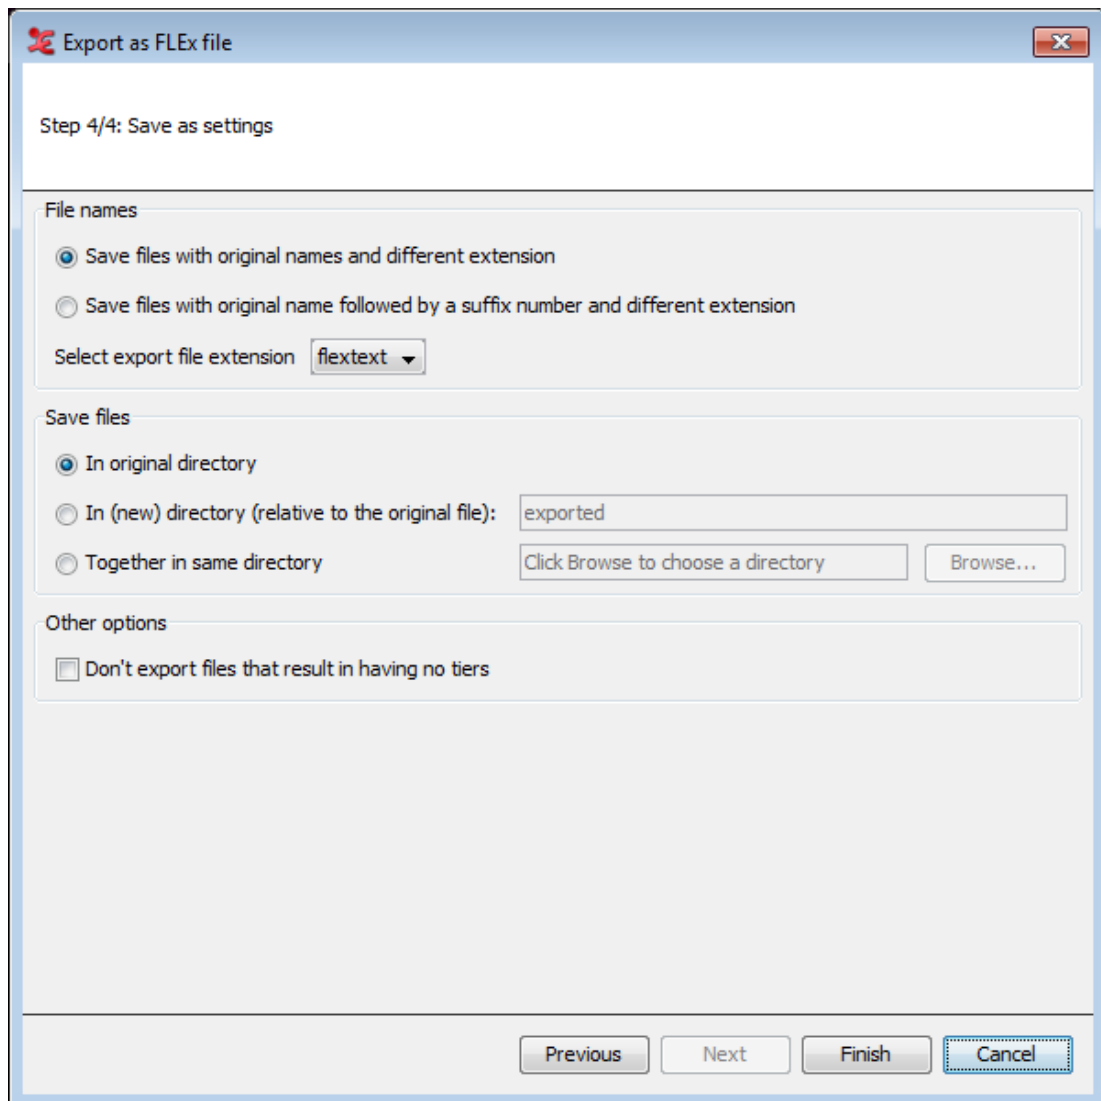 Export as FLEx file
Step 4/4: Save as settings
File names
Save files with original names and different extension
Save files with original name followed by a suffix number and different extension
Select export file extension flextext
Save files
In original directory
In (new) directory (relative to the original file): exported
Together in same directory Click Browse to choose a directory Browse...
Other options
Don't export files that result in having no tiers
Previous Next Finish Cancel